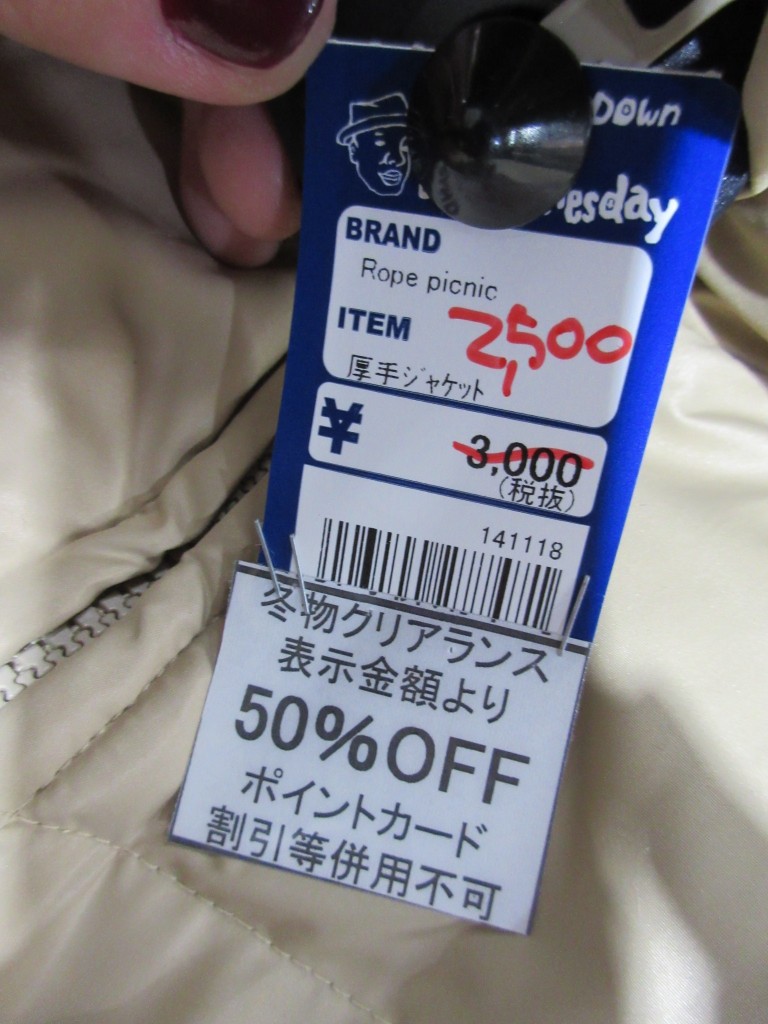 Down
BRAND
Rope picnic
ITEM
2,500
厚手ジャケット
¥
3,000
(税抜)
141118
冬物クリアランス
表示金額より
50%OFF
ポイントカード
割引等併用不可